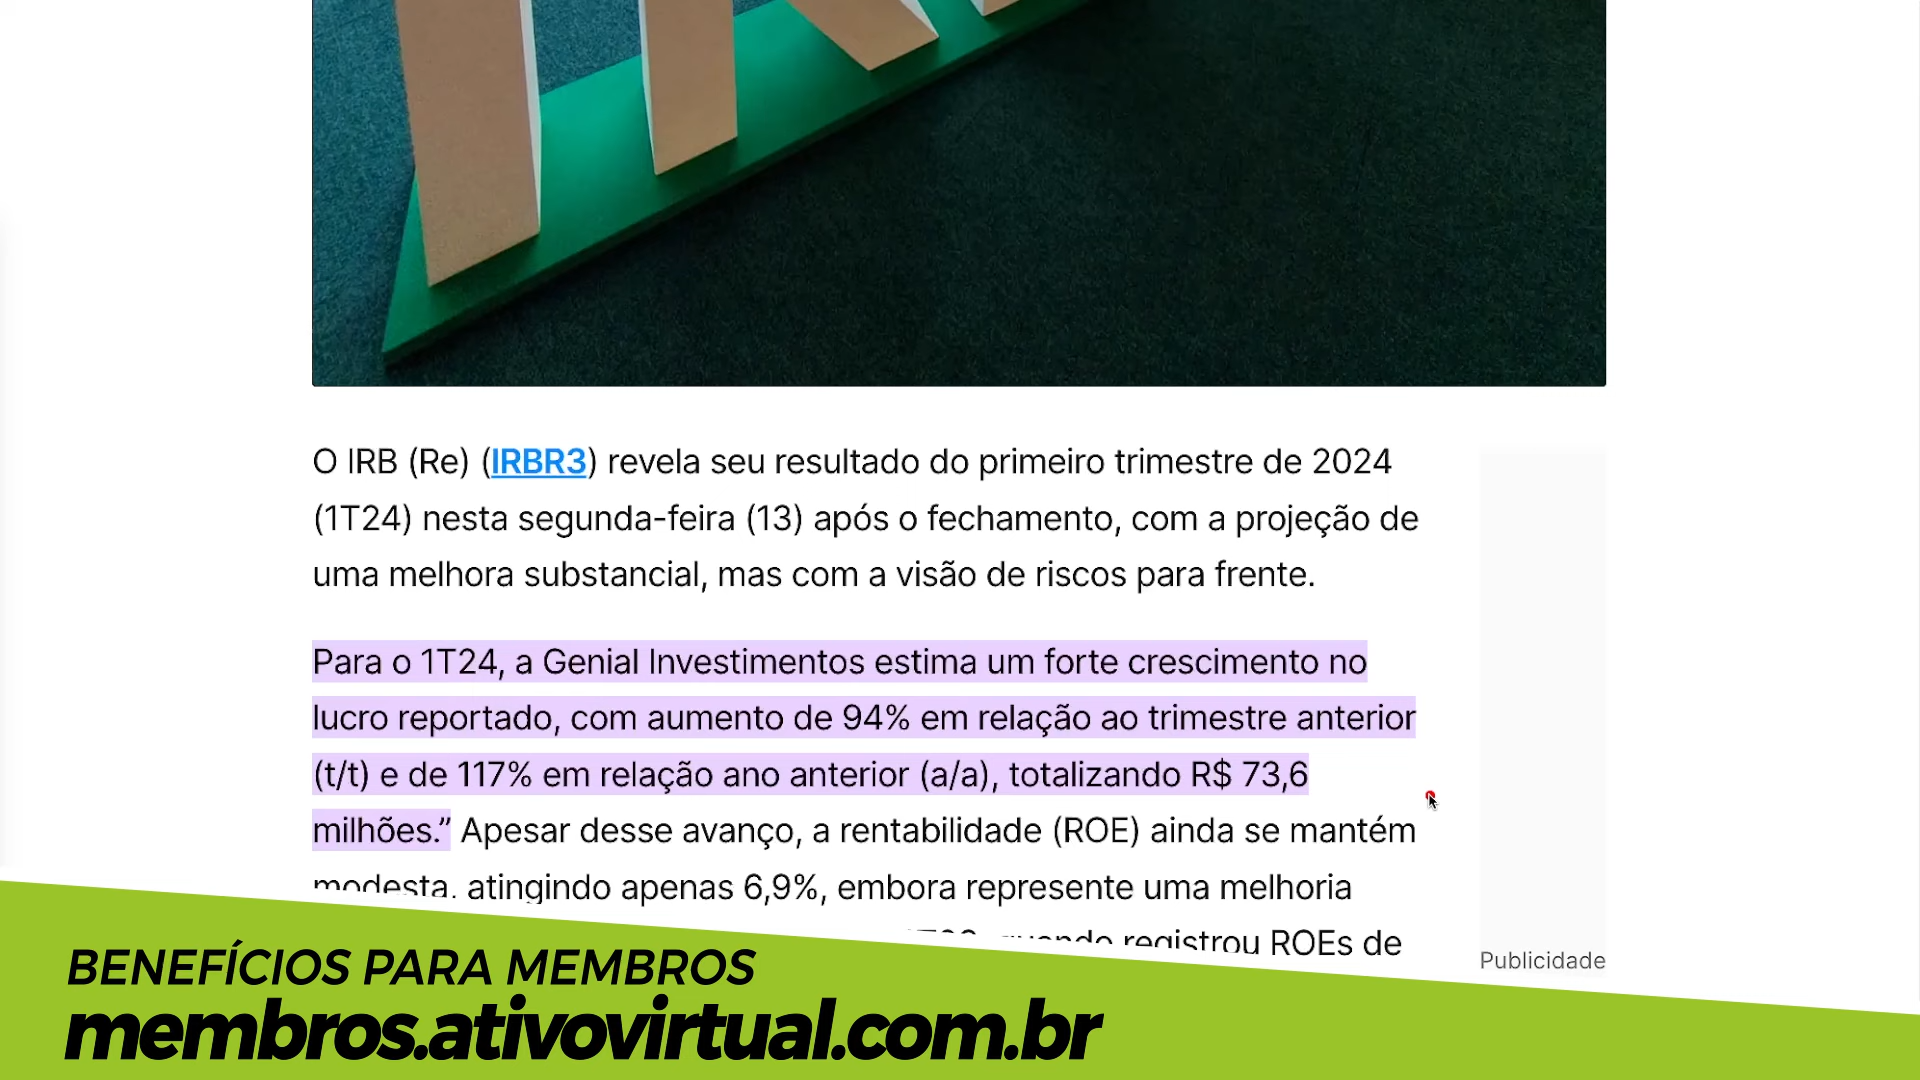 O IRB (Re) (IRBR3) revela seu resultado do primeiro trimestre de 2024
(1T24) nesta segunda-feira (13) após o fechamento, com a projeção de
uma melhora substancial, mas com a visão de riscos para frente.
Para o 1T24, a Genial Investimentos estima um forte crescimento no
lucro reportado, com aumento de 94% em relação ao trimestre anterior
(t/t) e de 117% em relação ano anterior (a/a), totalizando R$ 73,6
milhões.” Apesar desse avanço, a rentabilidade (ROE) ainda se mantém
modesta, atingindo apenas 6,9%, embora represente uma melhoria
quando registrou ROEs de
Publicidade
BENEFÍCIOS PARA MEMBROS
membros.ativovirtual.com.br